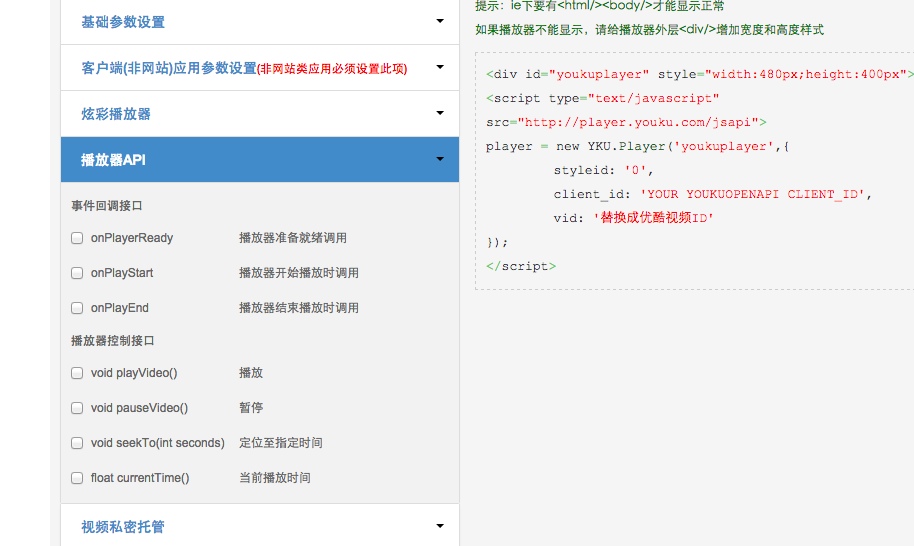 基础参数设置
客户端(非网站)应用参数设置(非网站类应用必须设置此项)
炫彩播放器
播放器API
事件回调接口
onPlayerReady 播放器准备就绪调用
onPlayStart 播放器开始播放时调用
onPlayEnd 播放器结束播放时调用
播放器控制接口
void playVideo() 播放
void pauseVideo() 暂停
void seekTo(int seconds) 定位至指定时间
float currentTime() 当前播放时间
视频私密托管
提示：ie下要有<html/><body/>才能显示正常
如果播放器不能显示，请给播放器外层<div/>增加宽度和高度样式
<div id="youkuplayer" style="width:480px;height:400px">
<script type="text/javascript"
src="http://player.youku.com/jsapi">
player = new YKU.Player('youkuplayer',{
styleid: '0',
client_id: 'YOUR YOUKUOPENAPI CLIENT_ID',
vid: '替换成优酷视频ID'
});
</script>